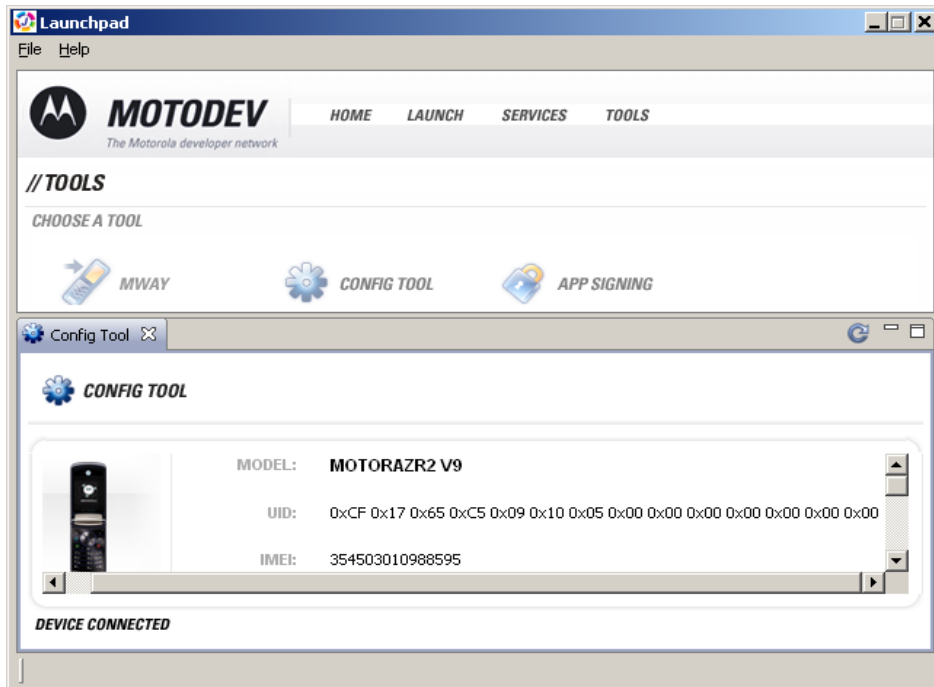 Launchpad
File Help
MOTODEV
The Motorola developer network
HOME LAUNCH SERVICES TOOLS
// TOOLS
CHOOSE A TOOL
MWAY CONFIG TOOL APP SIGNING
Config Tool
CONFIG TOOL
MODEL: MOTORAZR2 V9
UID: 0xCF 0x17 0x65 0xC5 0x09 0x10 0x05 0x00 0x00 0x00 0x00 0x00 0x00 0x00
IMEI: 354503010988595
DEVICE CONNECTED